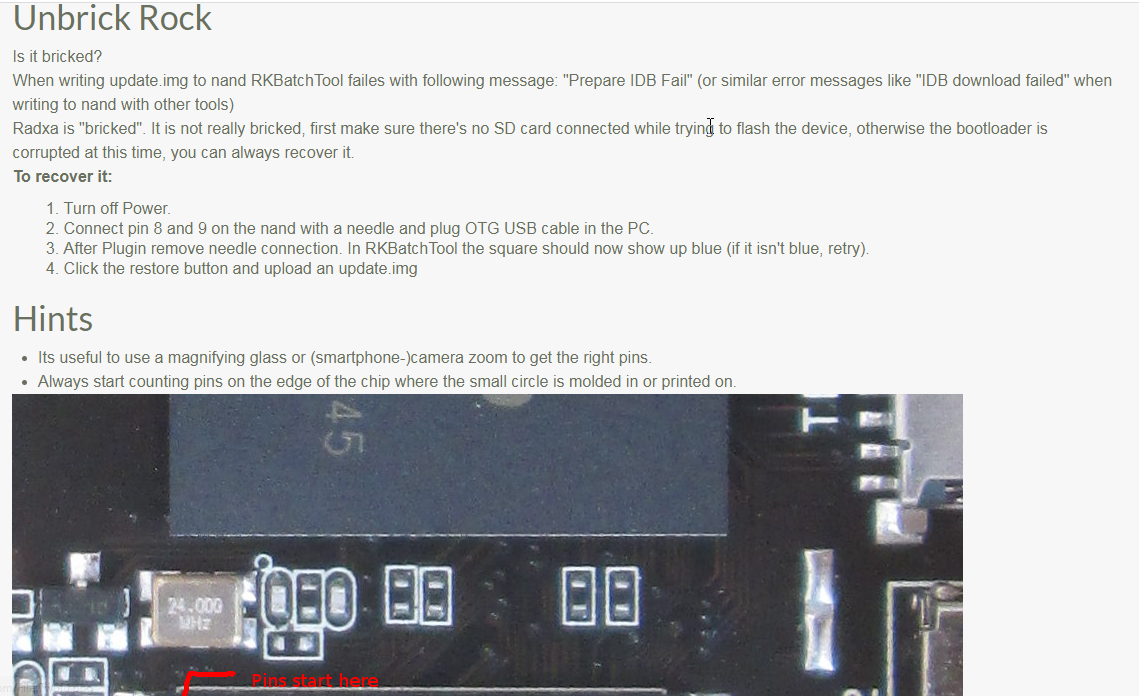 Unbrick Rock
Is it bricked?
When writing update.img to nand RKBatchTool failes with following message: "Prepare IDB Fail" (or similar error messages like "IDB download failed" when
writing to nand with other tools)
Radxa is "bricked". It is not really bricked, first make sure there's no SD card connected while trying to flash the device, otherwise the bootloader is
corrupted at this time, you can always recover it.
To recover it:
1. Turn off Power.
2. Connect pin 8 and 9 on the nand with a needle and plug OTG USB cable in the PC.
3. After Plugin remove needle connection. In RKBatchTool the square should now show up blue (if it isn't blue, retry).
4. Click the restore button and upload an update.img
Hints
• Its useful to use a magnifying glass or (smartphone-)camera zoom to get the right pins.
• Always start counting pins on the edge of the chip where the small circle is molded in or printed on.
45
24.000
MHz
Pins start here